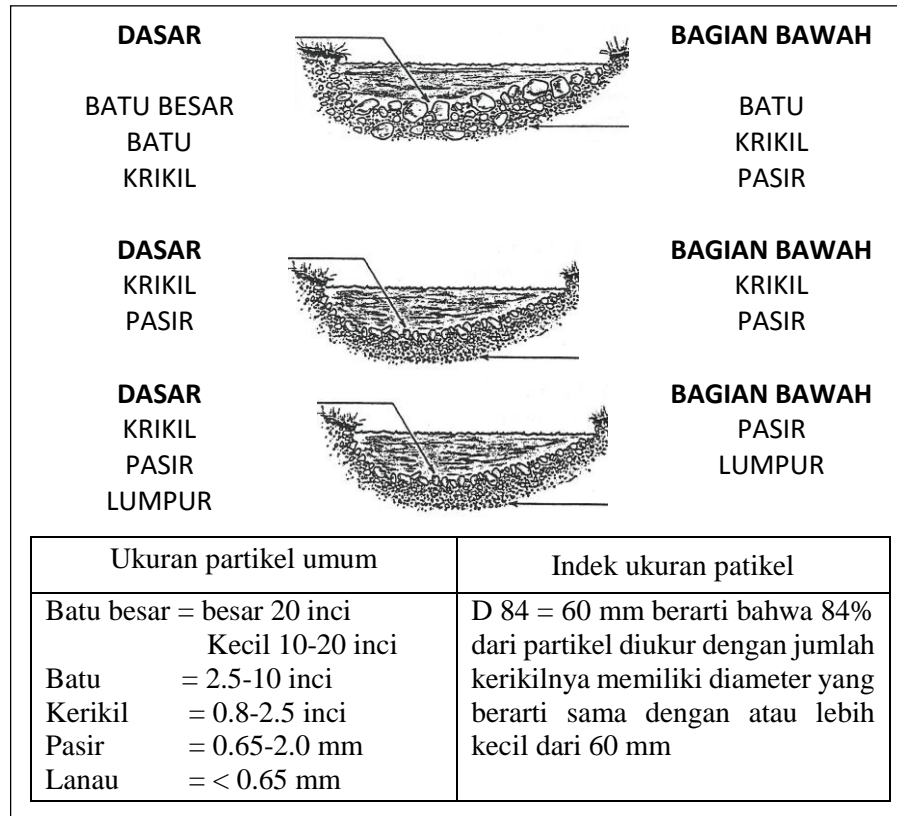 DASAR
BATU BESAR
BATU
KRIKIL
BAGIAN BAWAH
BATU
KRIKIL
PASIR
DASAR
KRIKIL
PASIR
BAGIAN BAWAH
KRIKIL
PASIR
DASAR
KRIKIL
PASIR
LUMPUR
BAGIAN BAWAH
PASIR
LUMPUR
Ukuran partikel umum
Batu besar = besar 20 inci
Kecil 10-20 inci
Batu = 2.5-10 inci
Kerikil = 0.8-2.5 inci
Pasir = 0.65-2.0 mm
Lanau = < 0.65 mm
Indek ukuran patikel
D 84 = 60 mm berarti bahwa 84%
dari partikel diukur dengan jumlah
kerikilnya memiliki diameter yang
berarti sama dengan atau lebih
kecil dari 60 mm